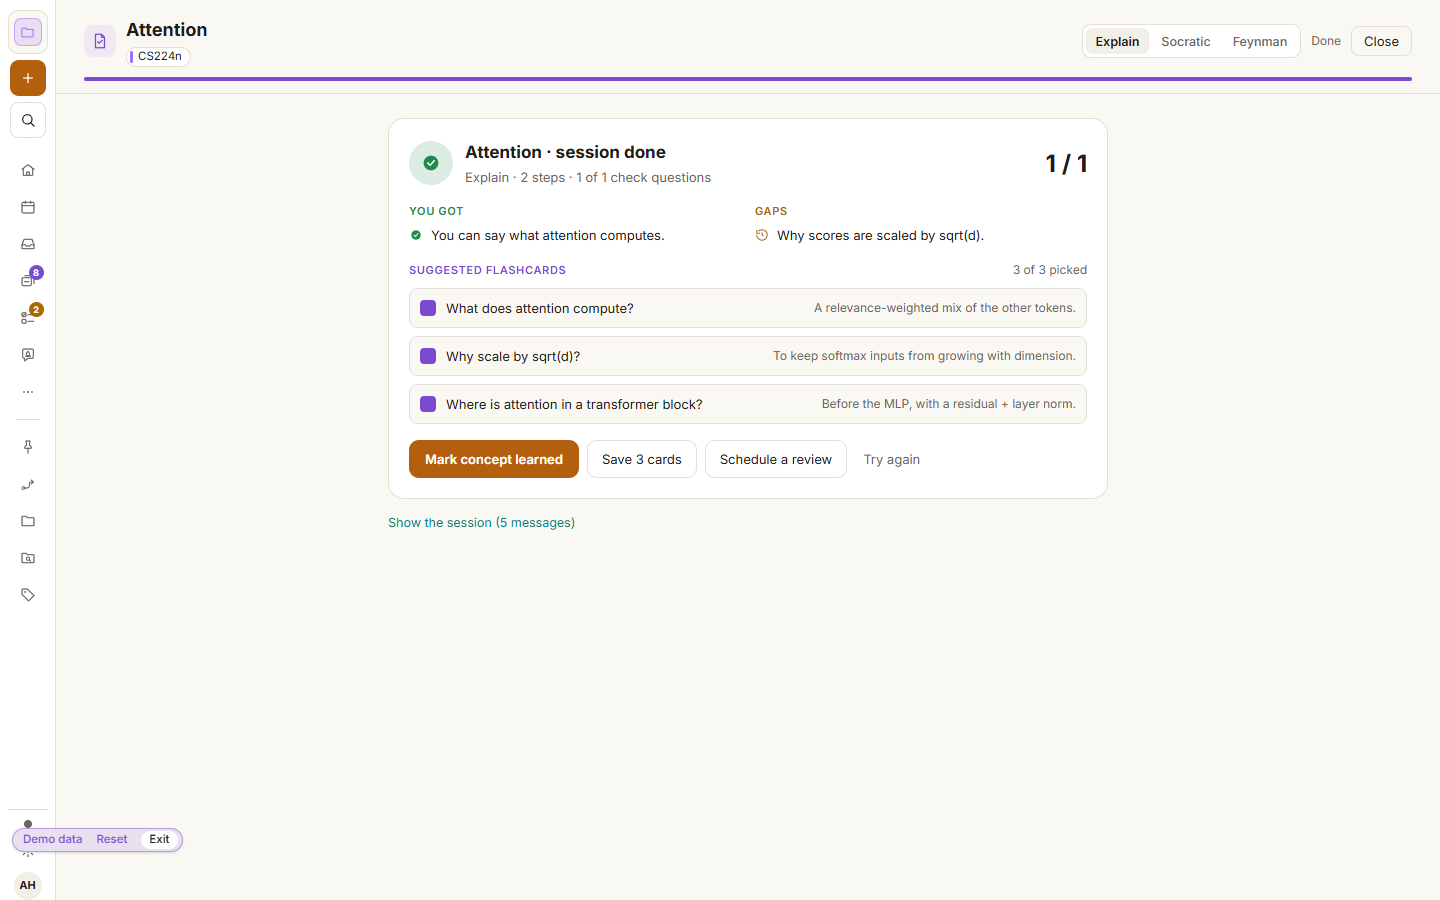 Attention
CS224n
Explain
Socratic
Feynman
Done
Close
Attention · session done
Explain · 2 steps · 1 of 1 check questions
1 / 1
YOU GOT
You can say what attention computes.
GAPS
Why scores are scaled by sqrt(d).
SUGGESTED FLASHCARDS
3 of 3 picked
What does attention compute?
A relevance-weighted mix of the other tokens.
Why scale by sqrt(d)?
To keep softmax inputs from growing with dimension.
Where is attention in a transformer block?
Before the MLP, with a residual + layer norm.
Mark concept learned
Save 3 cards
Schedule a review
Try again
Show the session (5 messages)
8
2
Demo data
Reset
Exit
AH